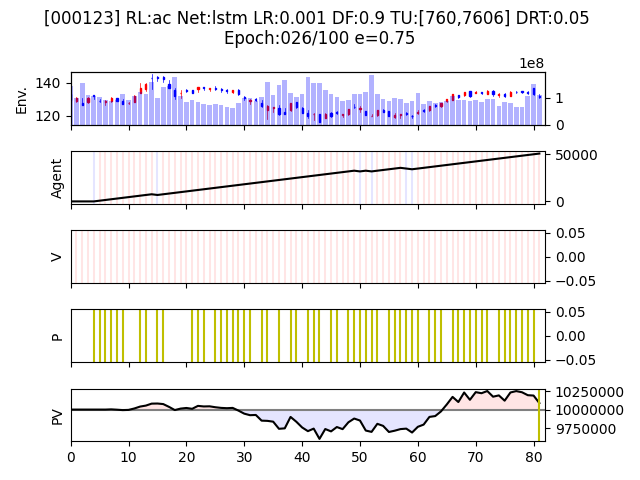 [000123] RL:ac Net:lstm LR:0.001 DF:0.9 TU:[760,7606] DRT:0.05
Epoch:026/100 e=0.75
1e8
Env.
140
120
1
0
Agent
50000
0
V
0.05
0.00
−0.05
P
0.05
0.00
−0.05
PV
10250000
10000000
9750000
0 10 20 30 40 50 60 70 80